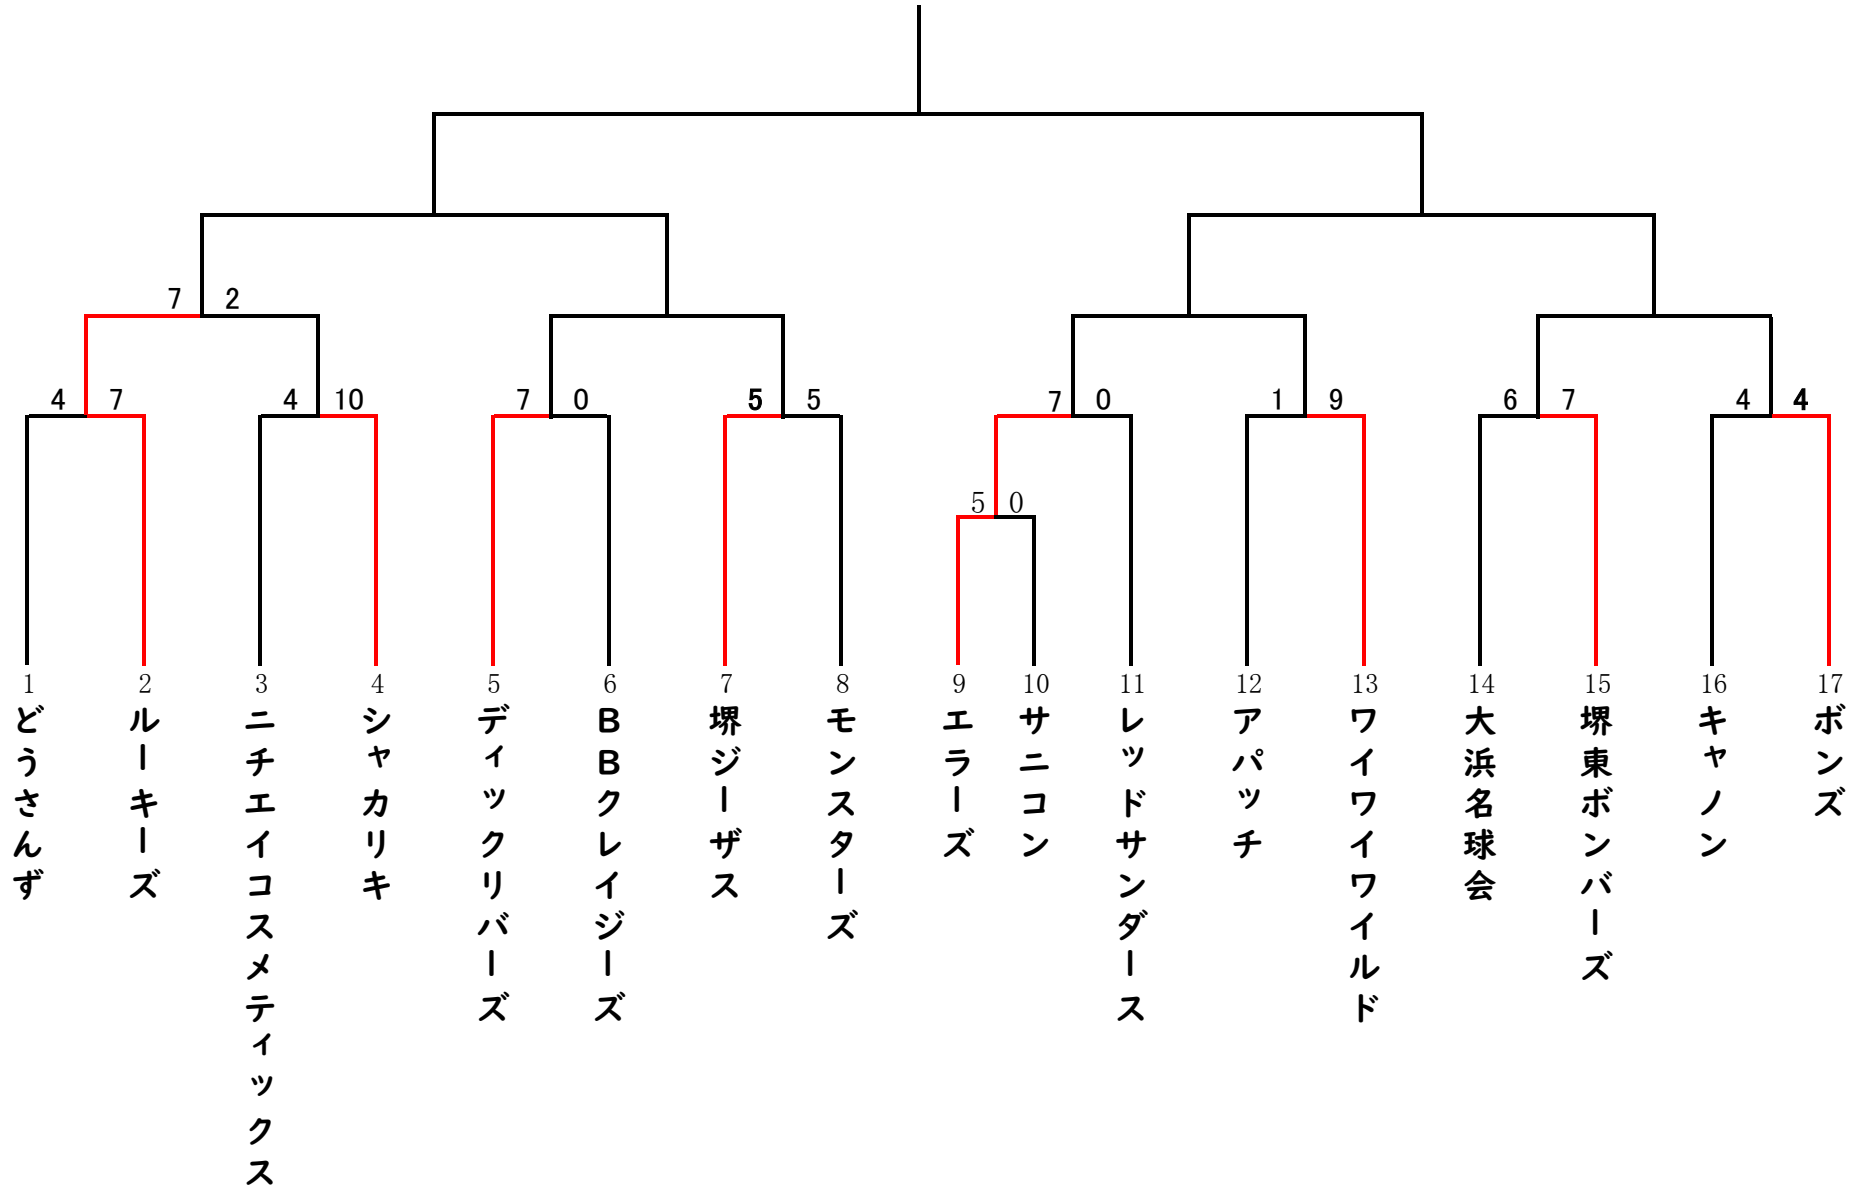 7 2
4 7 4 10 7 0 5 5 7 0 1 9 6 7 4 4
5 0
1 2 3 4 5 6 7 8 9 10 11 12 13 14 15 16 17
どうさんず
ルーキーズ
ニチエイコスメティックス
シャカリキ
ディックリバーズ
BBクレイジーズ
堺ジーザス
モンスターズ
エラーズ
サニコン
レッドサンダース
アパッチ
ワイワイワイルド
大浜名球会
堺東ボンバーズ
キャノン
ボンズ